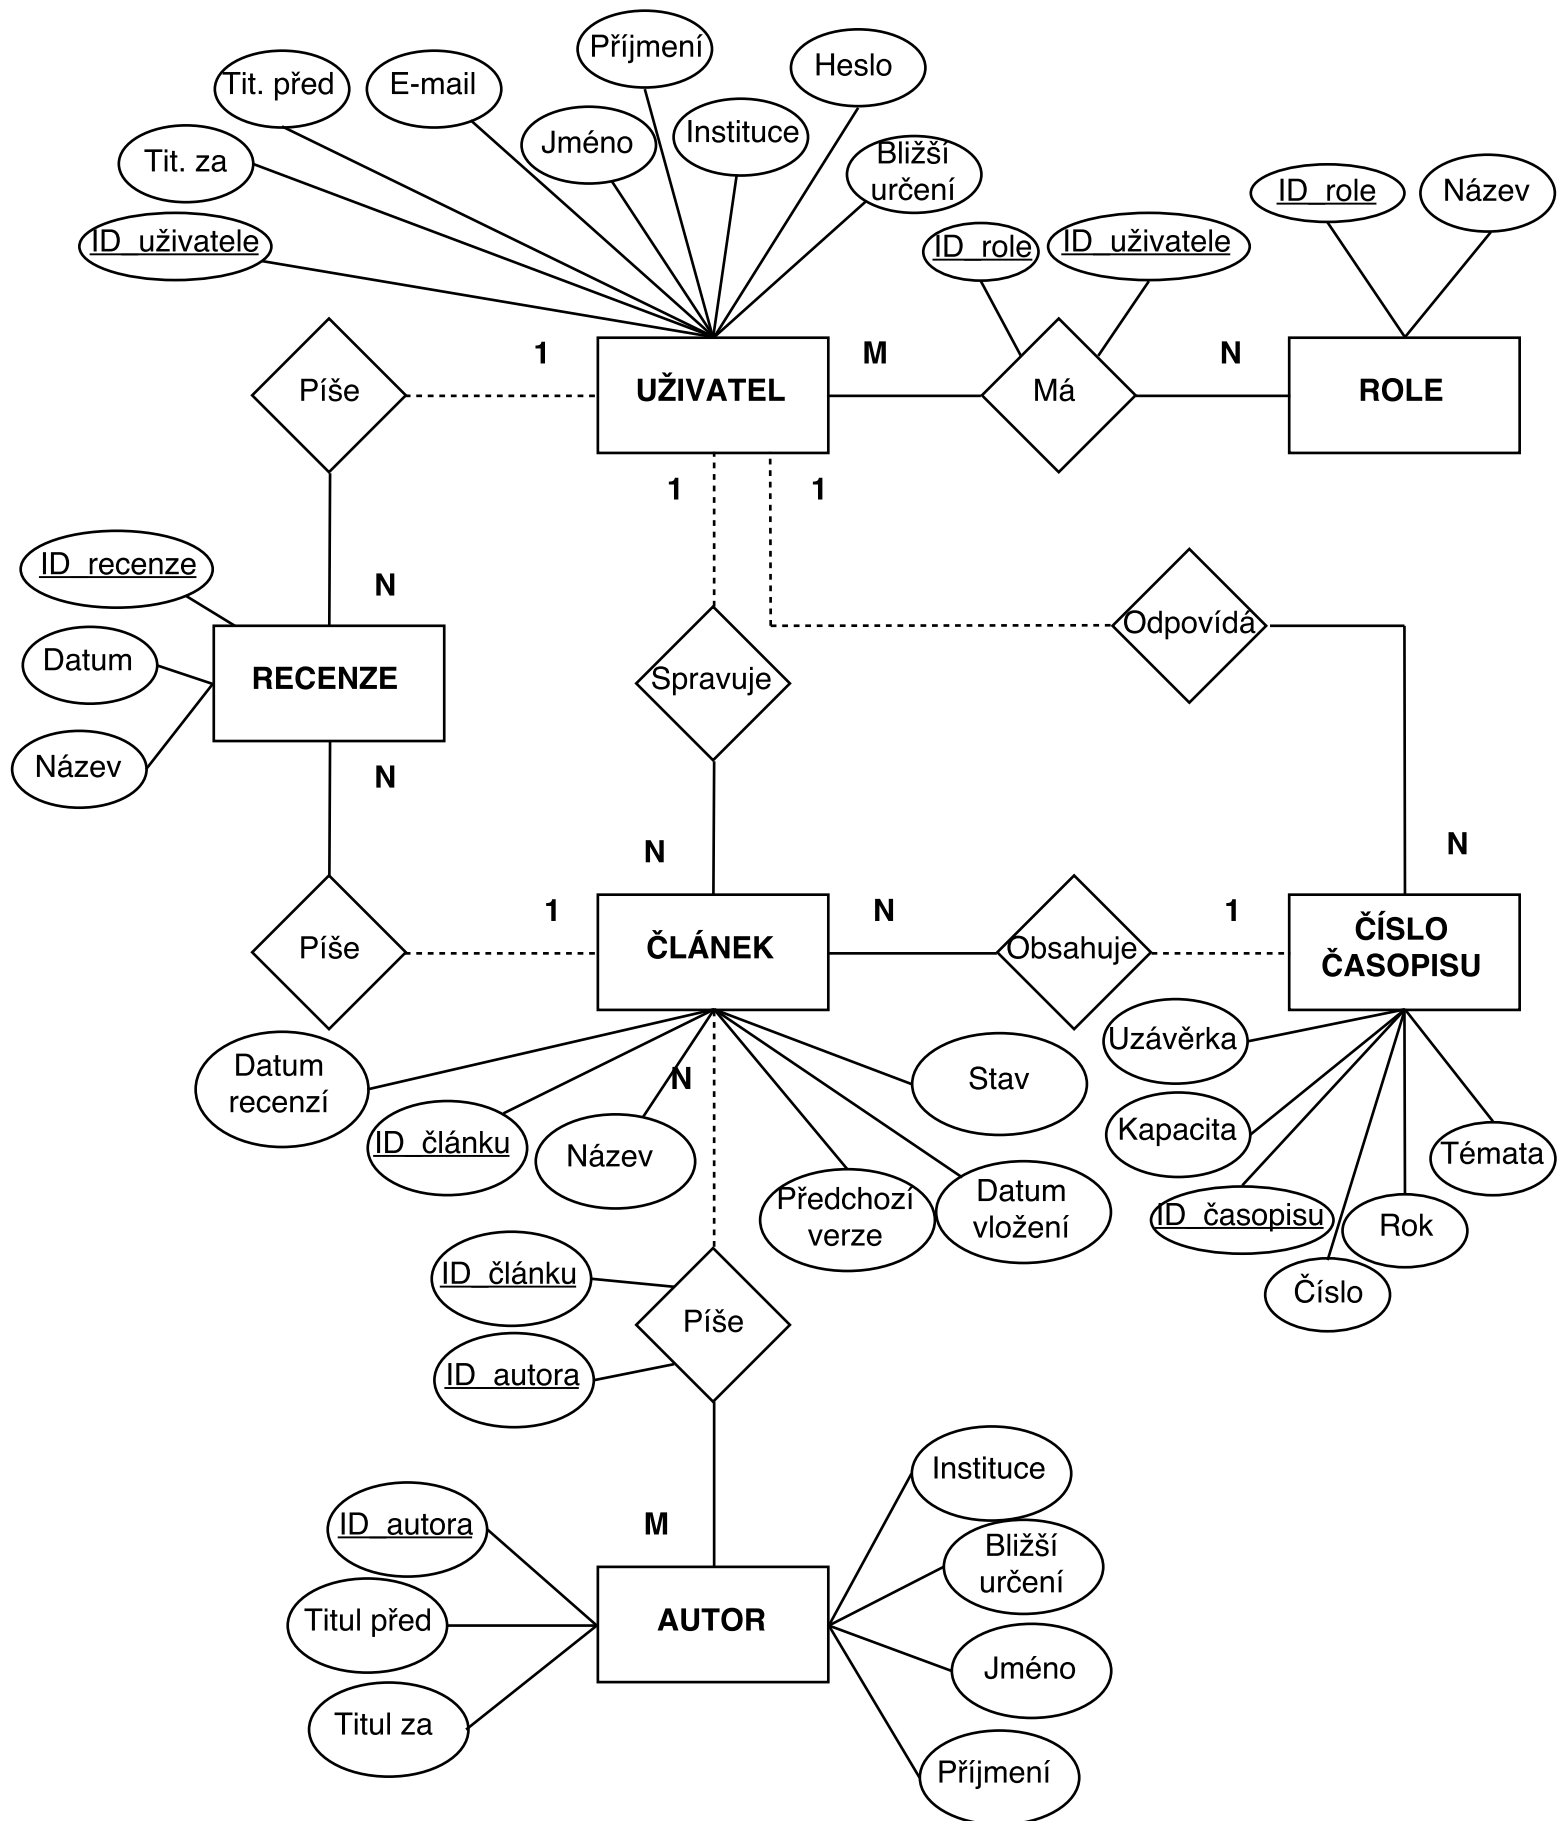 Příjmení
Heslo
Tit. před
E-mail
Jméno
Instituce
Tit. za
Bližší
určení
ID_role
Název
ID_uživatele
ID_role
ID_uživatele
Píše
1
UŽIVATEL
M
Má
N
ROLE
1
1
ID_recenze
N
Odpovídá
Datum
RECENZE
Spravuje
Název
N
N
N
Píše
1
ČLÁNEK
N
Obsahuje
1
ČÍSLO
ČASOPISU
Uzávěrka
Datum
recenzí
N
Stav
Kapacita
ID_článku
Název
Témata
Předchozí
verze
Datum
vložení
ID_časopisu
Rok
Číslo
ID_článku
Píše
ID_autora
Instituce
ID_autora
M
Bližší
určení
Titul před
AUTOR
Jméno
Titul za
Příjmení